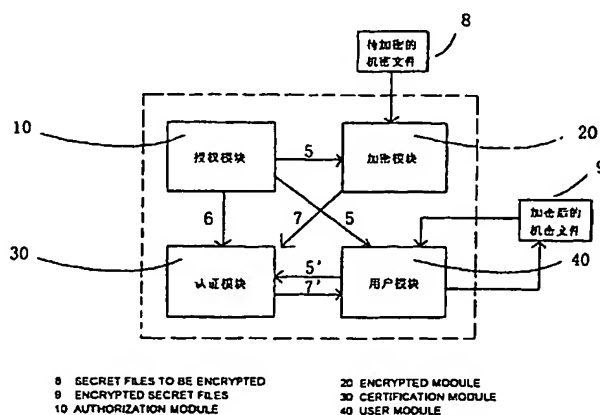 8
待加密的
机密文件
10
20
授权模块
5
加密模块
9
6
7
5
加密后的
机密文件
30
认证模块
5'
7'
用户模块
40
8 SECRET FILES TO BE ENCRYPTED
9 ENCRYPTED SECRET FILES
10 AUTHORIZATION MODULE
20 ENCRYPTED MODULE
30 CERTIFICATION MODULE
40 USER MODULE